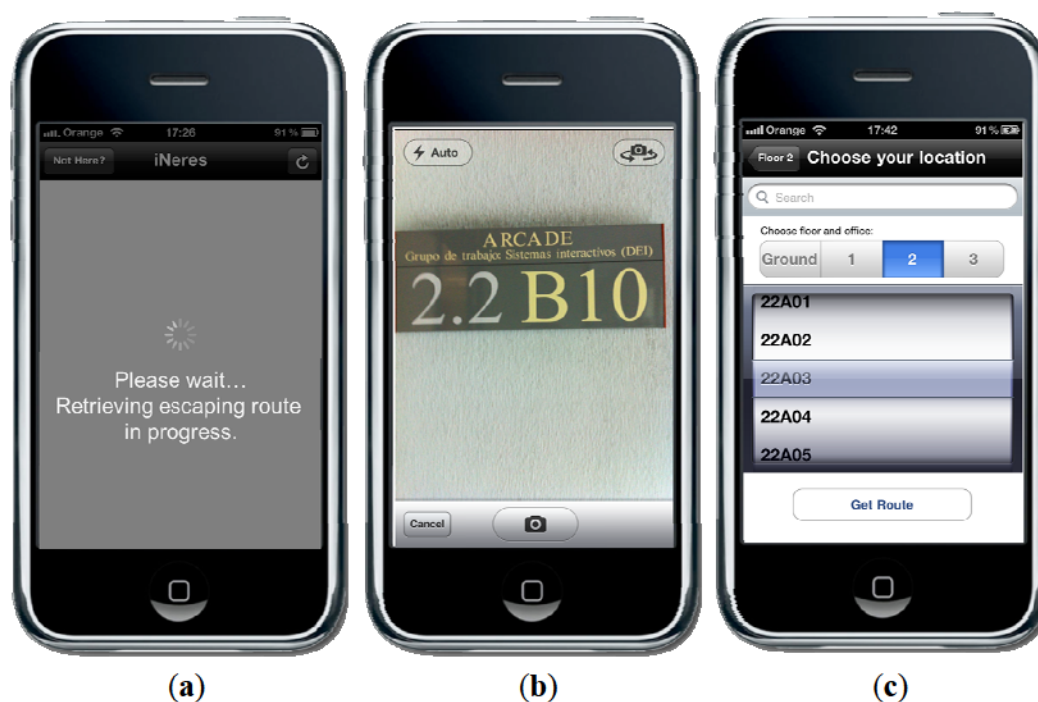 Orange 17:26 91%
Not Here? iNeres
Please wait...
Retrieving escaping route
in progress.
(a)
Auto
ARCADE
Grupo de trabajo: Sistemas interactivos (DEI)
2.2 B10
Cancel
(b)
Orange 17:42 91%
Floor 2 Choose your location
Search
Choose floor and office:
Ground 1 2 3
22A01
22A02
22A03
22A04
22A05
Get Route
(c)